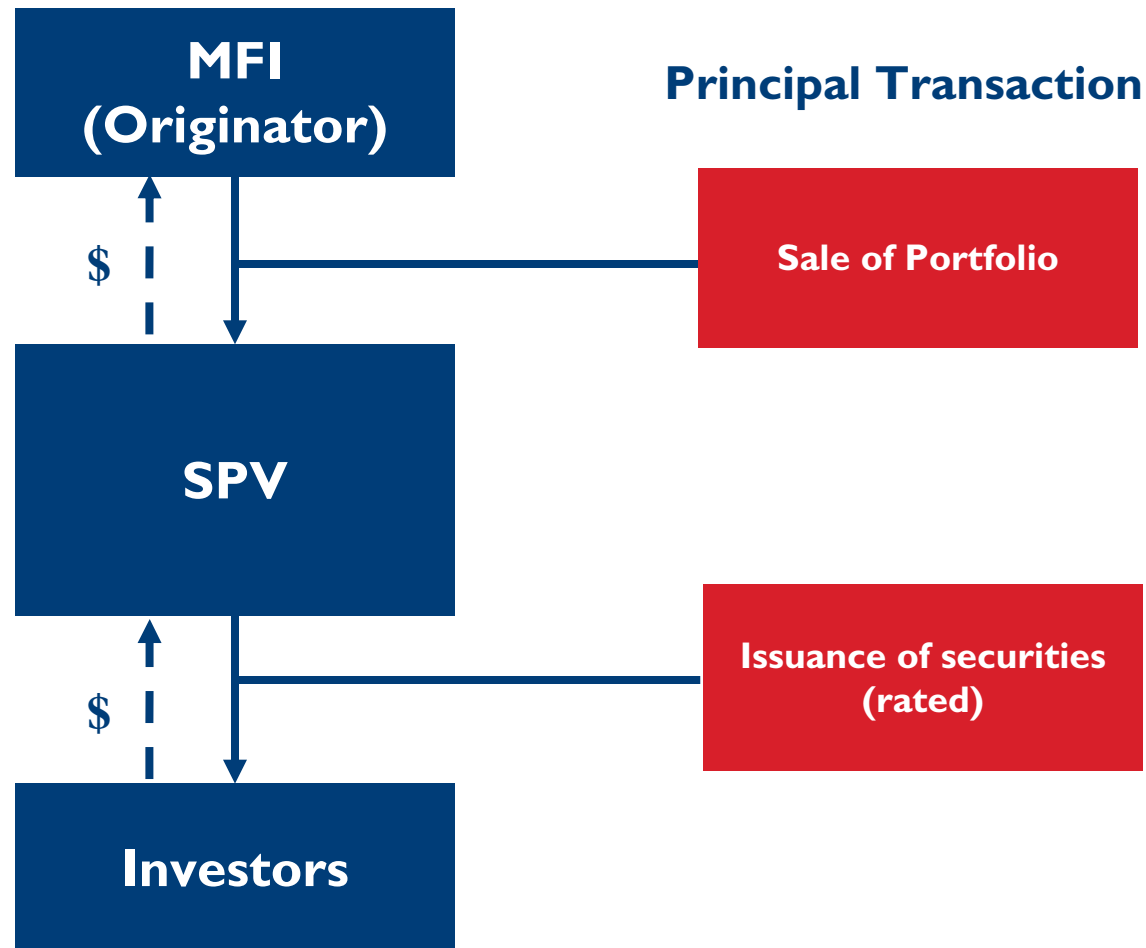 MFI
(Originator)
Principal Transaction
$
Sale of Portfolio
SPV
$
Issuance of securities
(rated)
Investors